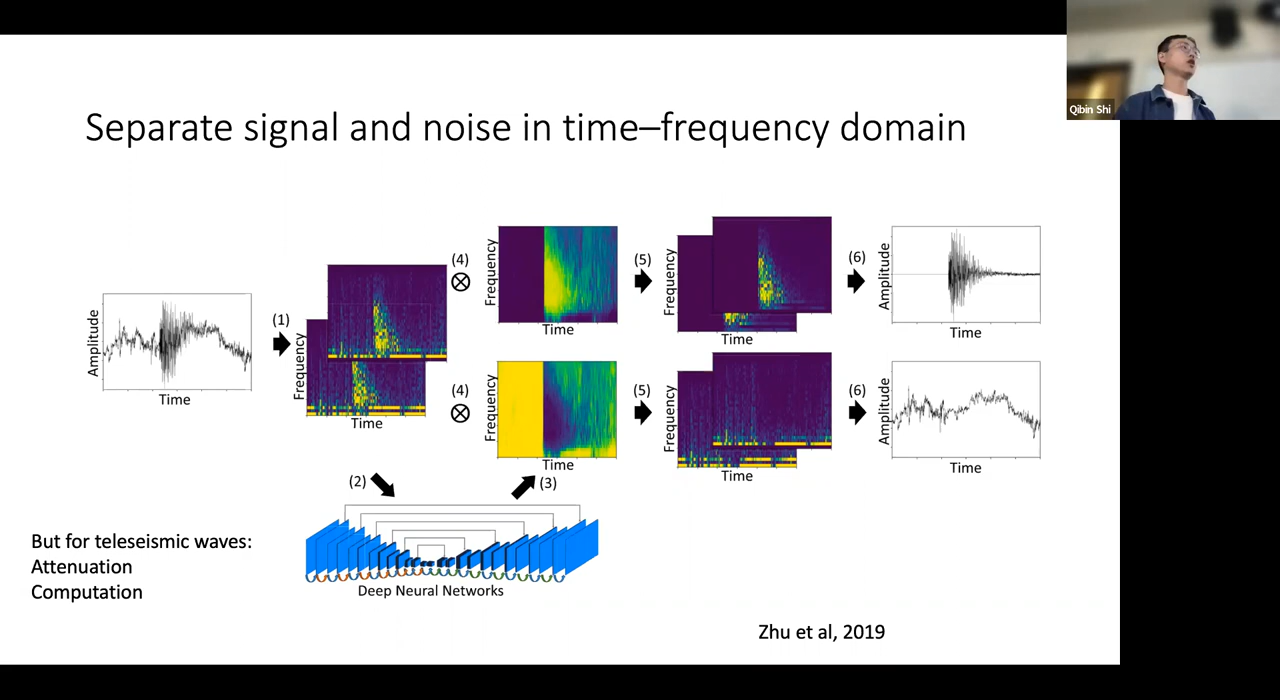 Qibin Shi
Separate signal and noise in time–frequency domain
Amplitude
Time
(1)
Frequency
Time
(4)
Frequency
Time
(5)
Frequency
Time
(6)
Amplitude
Time
(4)
Frequency
Time
(5)
Frequency
Time
(6)
Amplitude
Time
(2)
(3)
Deep Neural Networks
But for teleseismic waves:
Attenuation
Computation
Zhu et al, 2019